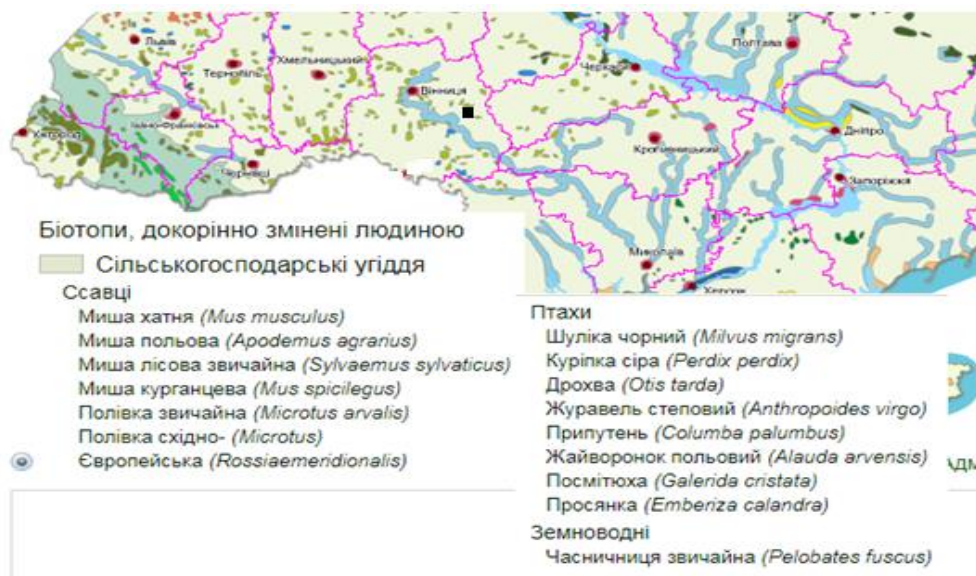 Львів
Тернопіль
Хмельницький
Вінниця
Черкаси
Полтава
Ужгород
Івано-Франківськ
Чернівці
Кропивницький
Дніпро
Запоріжжя
Миколаїв
Херсон
Біотопи, докорінно змінені людиною
Сільськогосподарські угіддя
Ссавці
Миша хатня (Mus musculus)
Миша польова (Apodemus agrarius)
Миша лісова звичайна (Sylvaemus sylvaticus)
Миша курганцева (Mus spicilegus)
Полівка звичайна (Microtus arvalis)
Полівка східно- (Microtus)
Європейська (Rossiaemeridionalis)
Птахи
Шуліка чорний (Milvus migrans)
Куріпка сіра (Perdix perdix)
Дрохва (Otis tarda)
Журавель степовий (Anthropoides virgo)
Припутень (Columba palumbus)
Жайворонок польовий (Alauda arvensis)
Посмітюха (Galerida cristata)
Просянка (Emberiza calandra)
Земноводні
Часничниця звичайна (Pelobates fuscus)